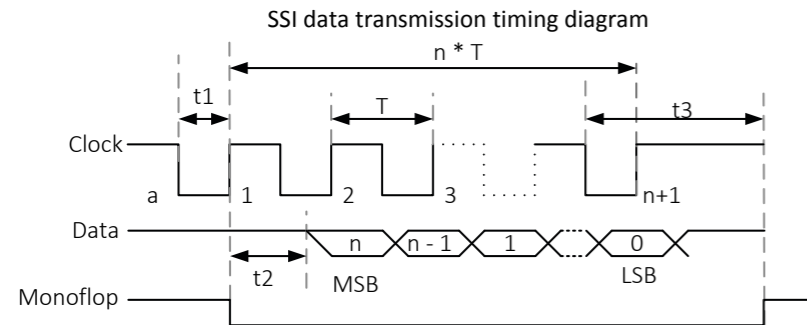 SSI data transmission timing diagram
n * T
t1
T
t3
Clock
a
1
2
3
n+1
Data
n
n - 1
1
0
t2
MSB
LSB
Monoflop